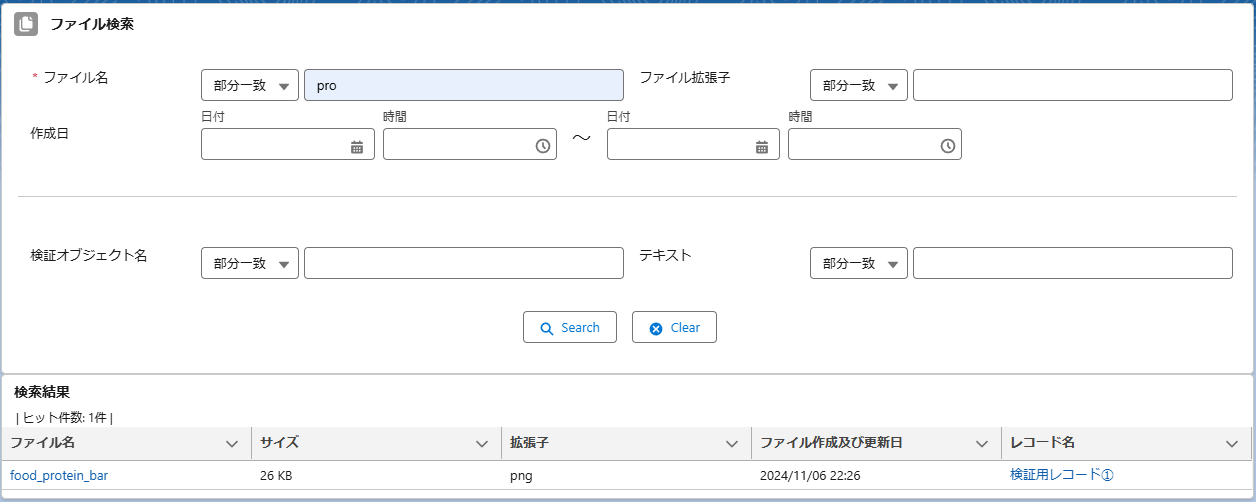 ファイル検索
* ファイル名 部分一致 pro ファイル拡張子 部分一致
日付 時間 日付 時間
作成日 ～
検証オブジェクト名 部分一致 テキスト 部分一致
Search Clear
検索結果
| ヒット件数: 1件 |
ファイル名 サイズ 拡張子 ファイル作成及び更新日 レコード名
food_protein_bar 26 KB png 2024/11/06 22:26 検証用レコード①